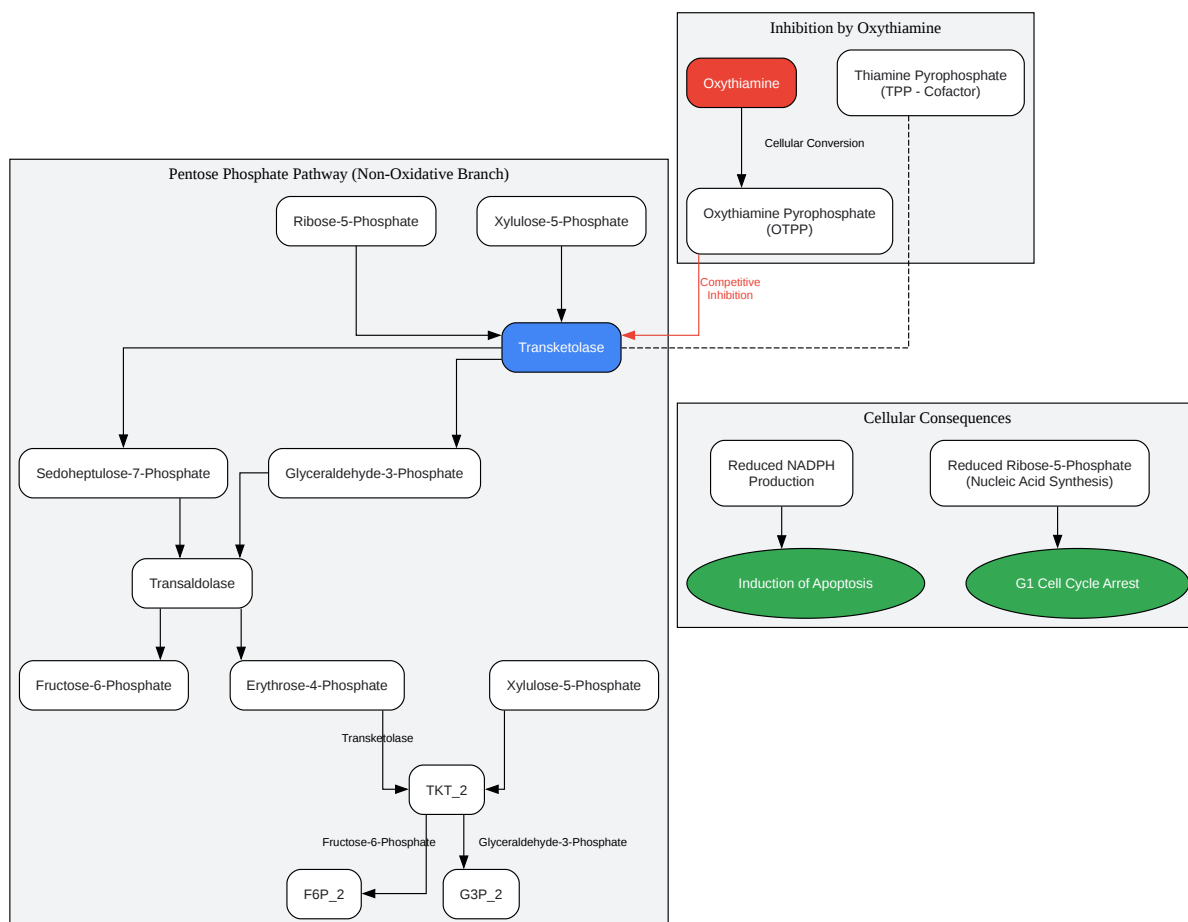 Inhibition by Oxythiamine
Oxythiamine
Thiamine Pyrophosphate
(TPP - Cofactor)
Cellular Conversion
Oxythiamine Pyrophosphate
(OTPP)
Competitive
Inhibition
Pentose Phosphate Pathway (Non-Oxidative Branch)
Ribose-5-Phosphate
Xylulose-5-Phosphate
Transketolase
Sedoheptulose-7-Phosphate
Glyceraldehyde-3-Phosphate
Transaldolase
Fructose-6-Phosphate
Erythrose-4-Phosphate
Xylulose-5-Phosphate
Transketolase
TKT_2
Fructose-6-Phosphate
Glyceraldehyde-3-Phosphate
F6P_2
G3P_2
Cellular Consequences
Reduced NADPH
Production
Reduced Ribose-5-Phosphate
(Nucleic Acid Synthesis)
Induction of Apoptosis
G1 Cell Cycle Arrest